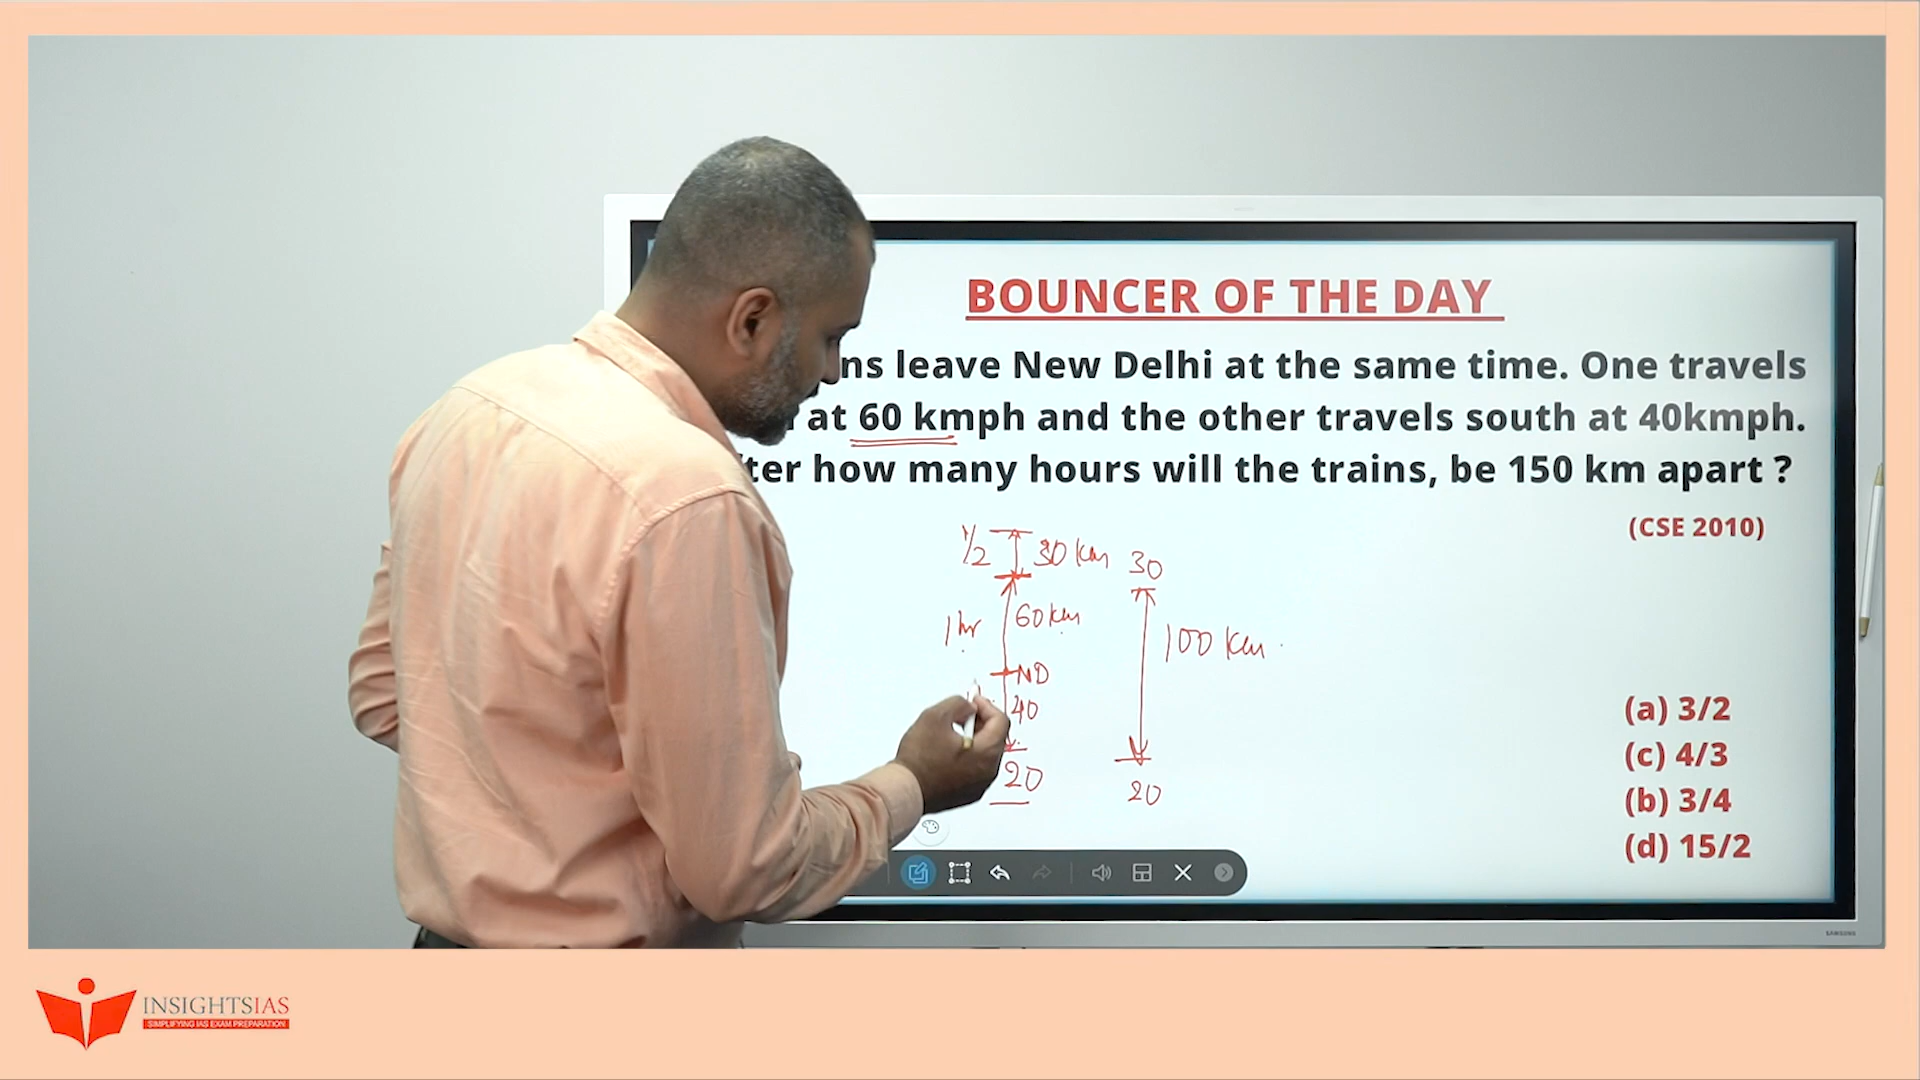 BOUNCER OF THE DAY
leave New Delhi at the same time. One travels
at 60 kmph and the other travels south at 40kmph.
how many hours will the trains, be 150 km apart ?
(CSE 2010)
1/2 30 km 30
1 hr 60 km
100 km.
ND
40
20 20
(a) 3/2
(c) 4/3
(b) 3/4
(d) 15/2
SAMSUNG
INSIGHTSIAS
SIMPLIFYING IAS EXAM PREPARATION